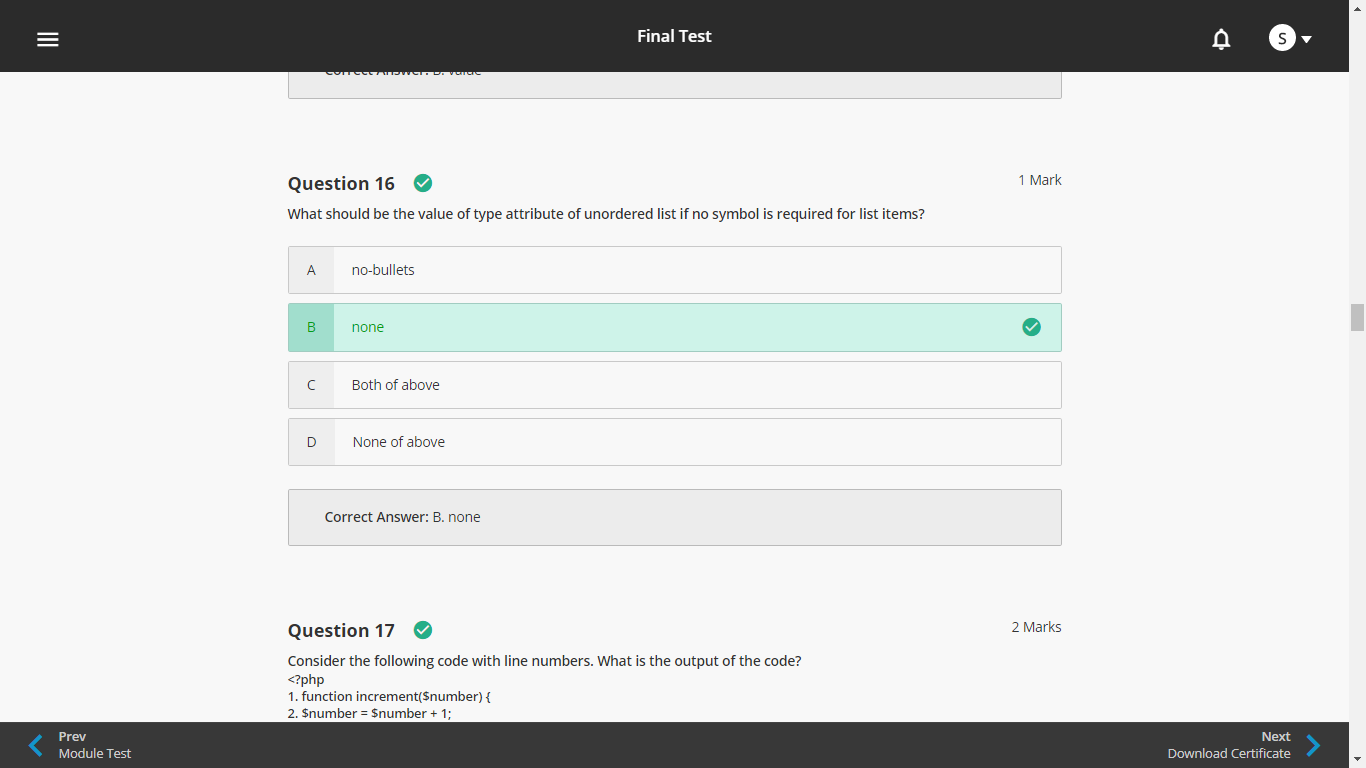 Final Test
S
Correct Answer: B. value
Question 16
1 Mark
What should be the value of type attribute of unordered list if no symbol is required for list items?
A no-bullets
B none
C Both of above
D None of above
Correct Answer: B. none
Question 17
2 Marks
Consider the following code with line numbers. What is the output of the code?
<?php
1. function increment($number) {
2. $number = $number + 1;
Prev
Module Test
Next
Download Certificate